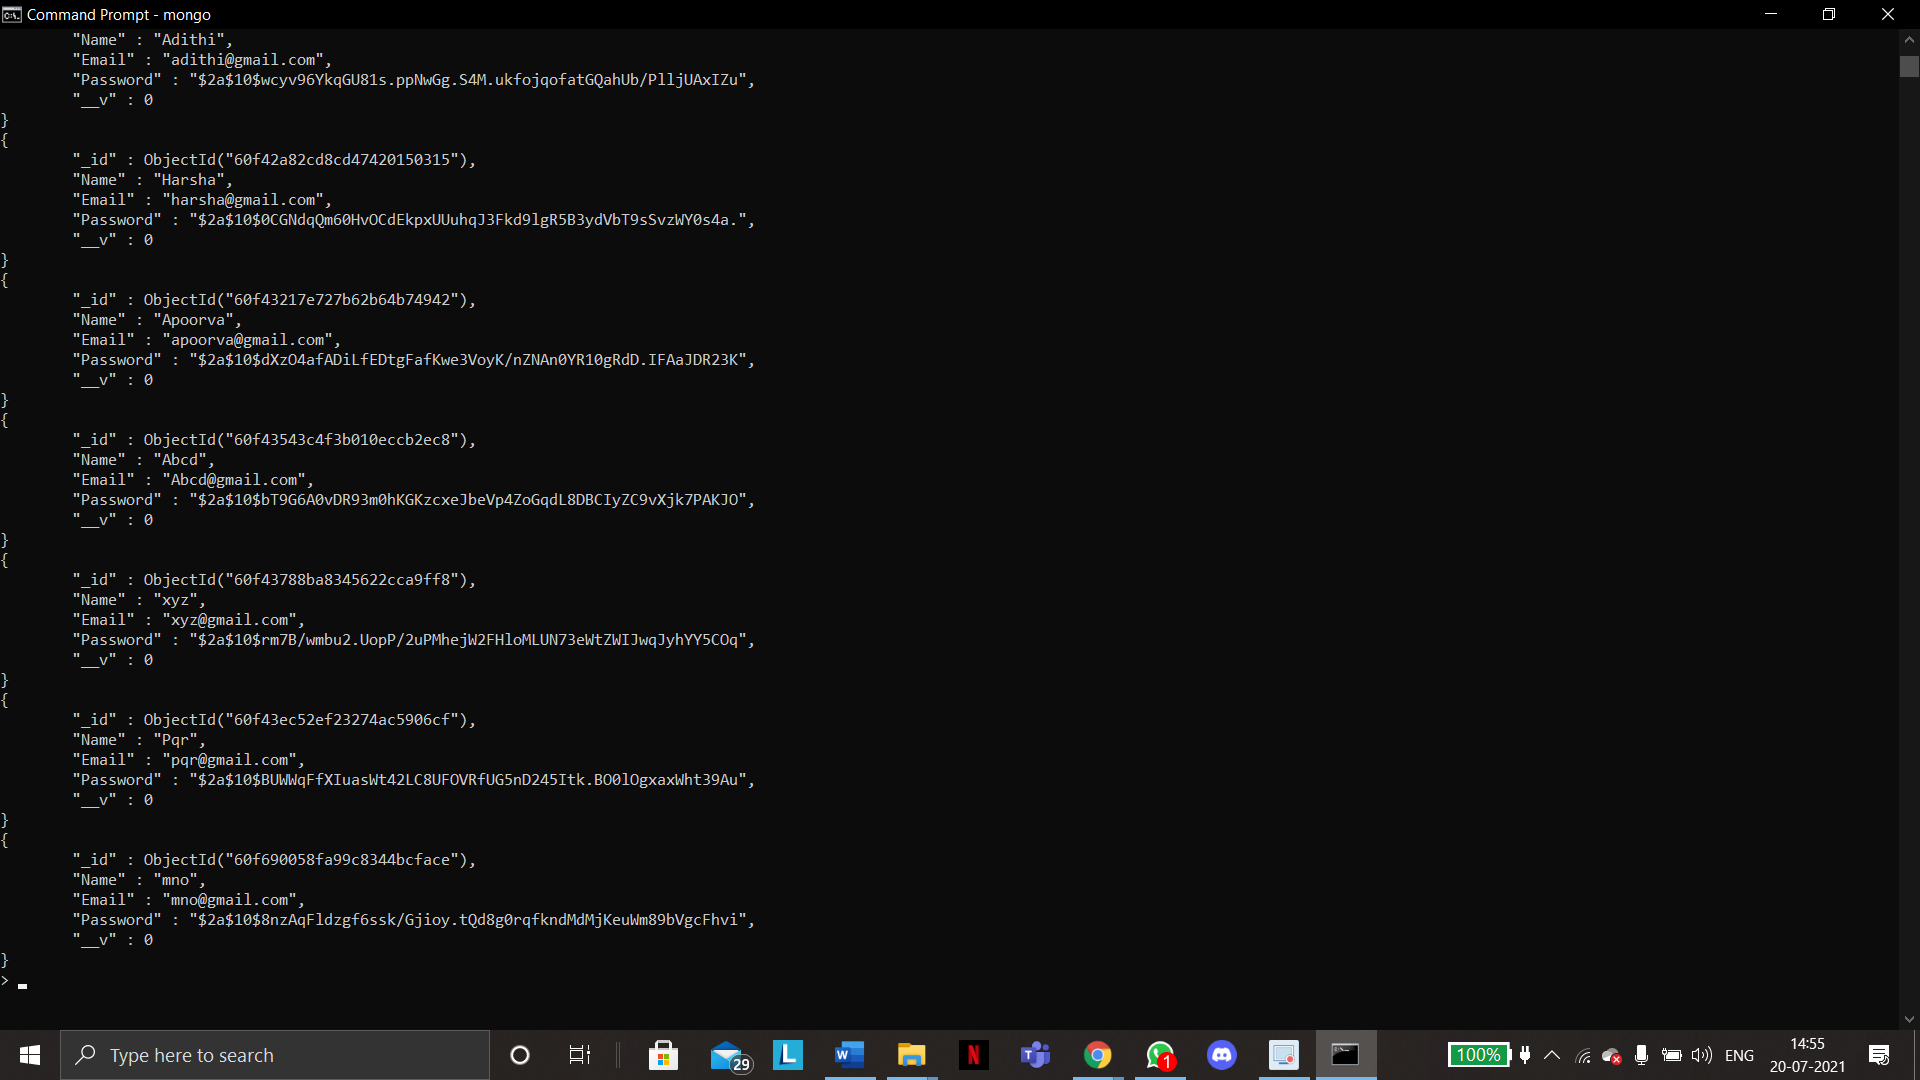 Command Prompt - mongo
"Name" : "Adithi",
"Email" : "adithi@gmail.com",
"Password" : "$2a$10$wcyv96YkqGU81s.ppNwGg.S4M.ukfojqofatGQahUb/PlljUAxIZu",
"__v" : 0
}
{
"_id" : ObjectId("60f42a82cd8cd47420150315"),
"Name" : "Harsha",
"Email" : "harsha@gmail.com",
"Password" : "$2a$10$0CGNdqQm60HvOCdEkpxUUuhqJ3Fkd9lgR5B3ydVbT9sSvzWY0s4a.",
"__v" : 0
}
{
"_id" : ObjectId("60f43217e727b62b64b74942"),
"Name" : "Apoorva",
"Email" : "apoorva@gmail.com",
"Password" : "$2a$10$dXzO4afADiLfEDtgFafKwe3VoyK/nZNAn0YR10gRdD.IFAaJDR23K",
"__v" : 0
}
{
"_id" : ObjectId("60f43543c4f3b010eccb2ec8"),
"Name" : "Abcd",
"Email" : "Abcd@gmail.com",
"Password" : "$2a$10$bT9G6A0vDR93m0hKGKzcxeJbeVp4ZoGqdL8DBCIyZC9vXjk7PAKJO",
"__v" : 0
}
{
"_id" : ObjectId("60f43788ba8345622cca9ff8"),
"Name" : "xyz",
"Email" : "xyz@gmail.com",
"Password" : "$2a$10$rm7B/wmbu2.UopP/2uPMhejW2FHloMLUN73eWtZWIJwqJyhYY5COq",
"__v" : 0
}
{
"_id" : ObjectId("60f43ec52ef23274ac5906cf"),
"Name" : "Pqr",
"Email" : "pqr@gmail.com",
"Password" : "$2a$10$BUWWqFfXIuasWt42LC8UFOVRfUG5nD245Itk.BO0lOgxaxWht39Au",
"__v" : 0
}
{
"_id" : ObjectId("60f690058fa99c8344bcface"),
"Name" : "mno",
"Email" : "mno@gmail.com",
"Password" : "$2a$10$8nzAqFldzgf6ssk/Gjioy.tQd8g0rqfkndMdMjKeuWm89bVgcFhvi",
"__v" : 0
}
>
Type here to search
29
L
W
N
T
1
100%
ENG
14:55
20-07-2021